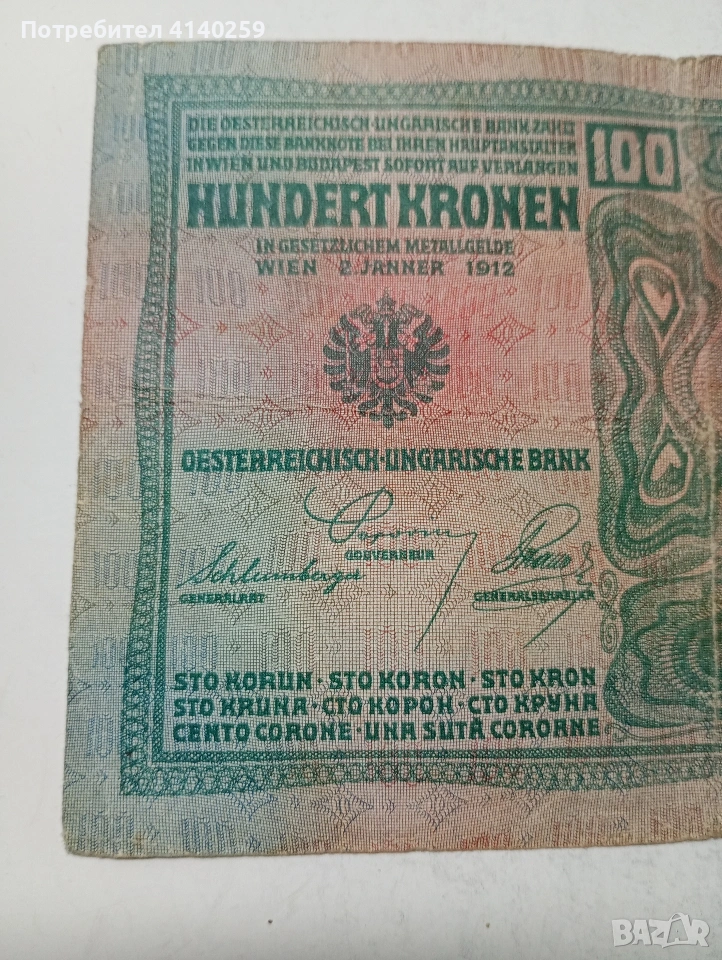 Потребител 4140259
DIE OESTERREICHISCH-UNGARISCHE BANK ZAHLT
GEGEN DIESE BANKNOTE BEI IHREN HAUPTANSTALTEN
IN WIEN UND BUDAPEST SOFORT AUF VERLANGEN
100
HUNDERT KRONEN
IN GESETZLICHEM METALLGELDE
WIEN 2. JÄNNER 1912
OESTERREICHISCH-UNGARISCHE BANK
Popovics
GOUVERNEUR
Schlumberger
GENERALRAT
GENERALSEKRETÄR
STO KORUN · STO KORON · STO KRON
STO KRUNA · СТО КОРОН · СТО КРУНА
CENTO CORONE · UNA SUTĂ COROANE
BAZAR